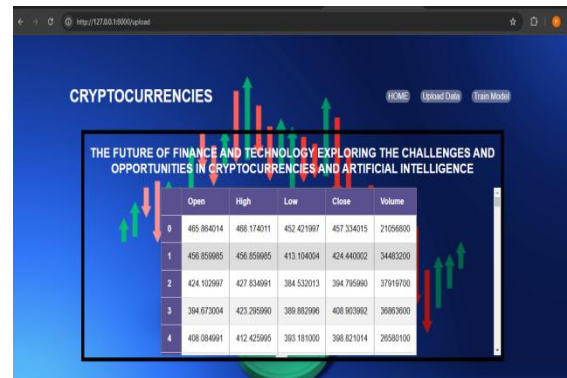 http://127.0.0.1:8000/upload
CRYPTOCURRENCIES
HOME Upload Data Train Model
THE FUTURE OF FINANCE AND TECHNOLOGY EXPLORING THE CHALLENGES AND
OPPORTUNITIES IN CRYPTOCURRENCIES AND ARTIFICIAL INTELLIGENCE
Open High Low Close Volume
0 465.864014 468.174011 452.421997 457.334015 21056800
1 456.859985 456.859985 413.104004 424.440002 34483200
2 424.102997 427.834991 384.532013 394.795990 37919700
3 394.673004 423.295990 389.882996 408.903992 36863600
4 408.084991 412.425995 393.181000 398.821014 26580100